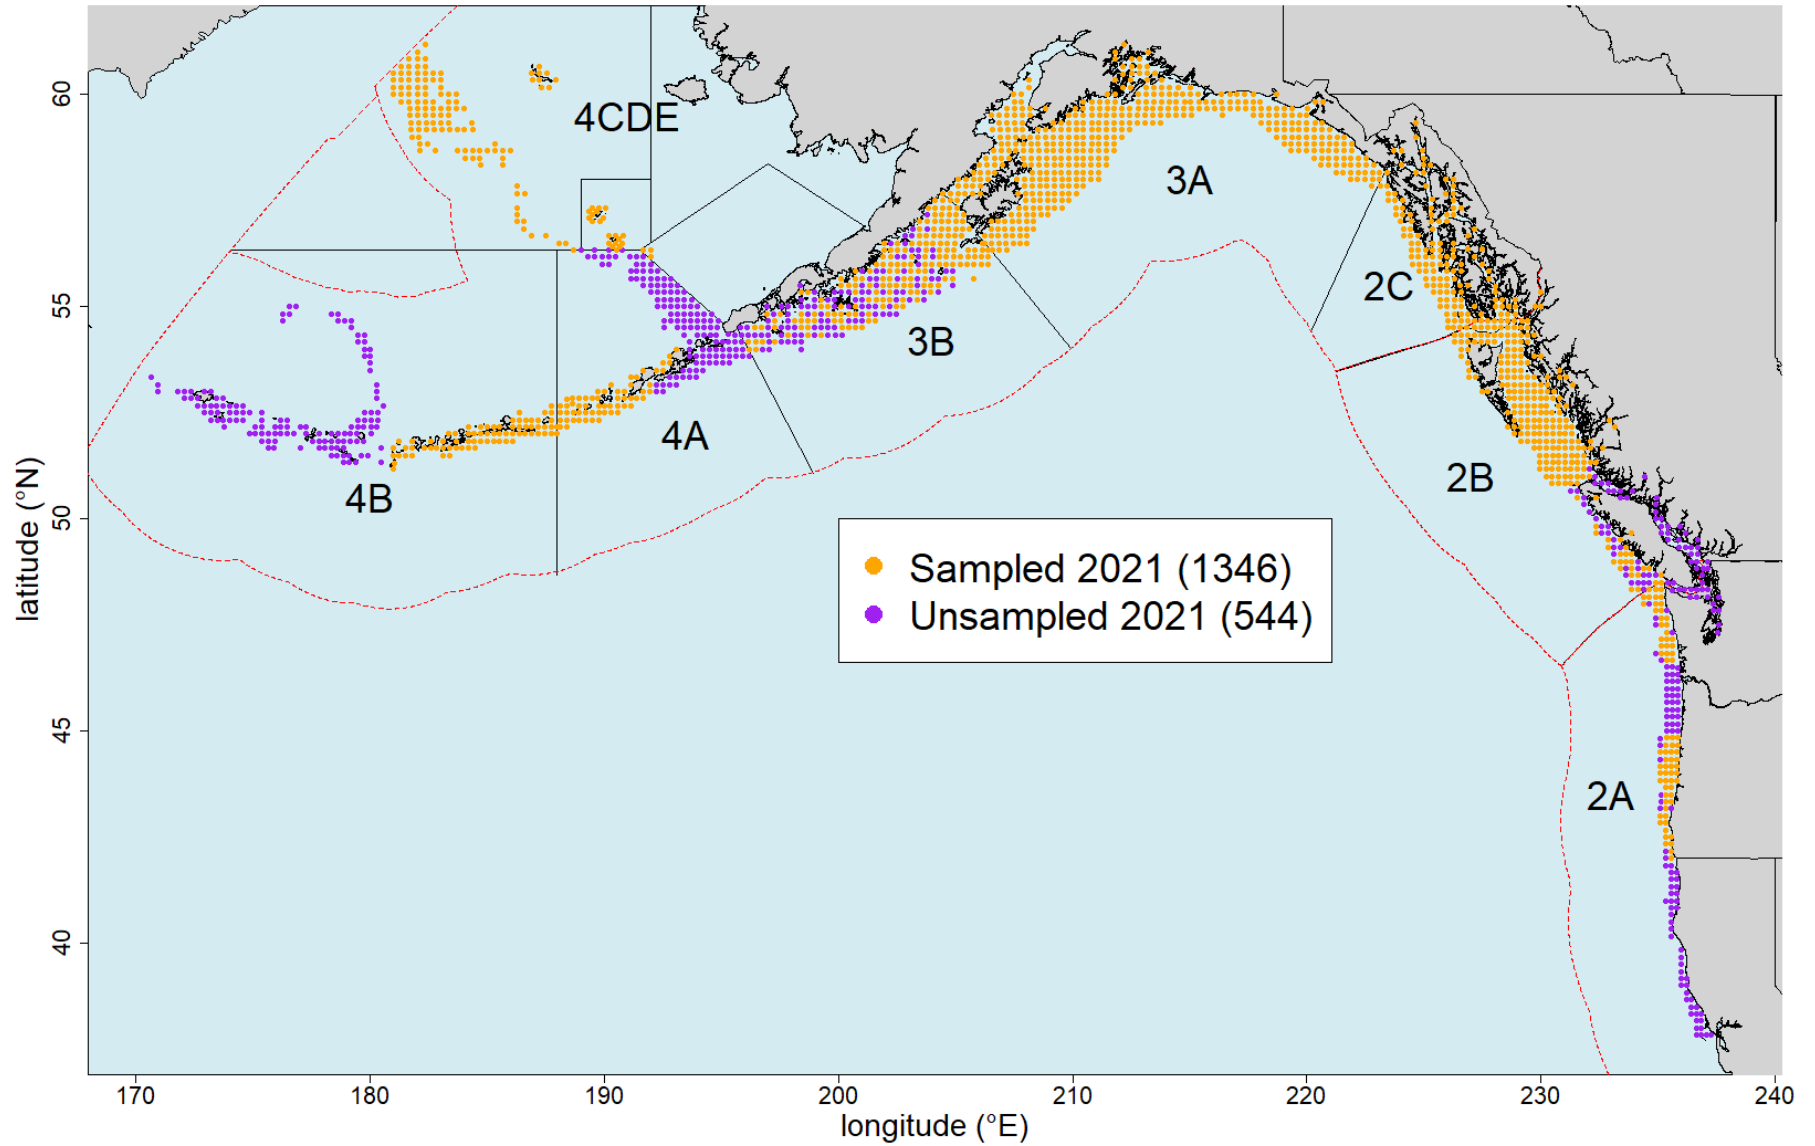 60
55
50
45
40
latitude (°N)
4CDE
3A
2C
3B
4A
2B
4B
Sampled 2021 (1346)
Unsampled 2021 (544)
2A
170
180
190
200
210
220
230
240
longitude (°E)